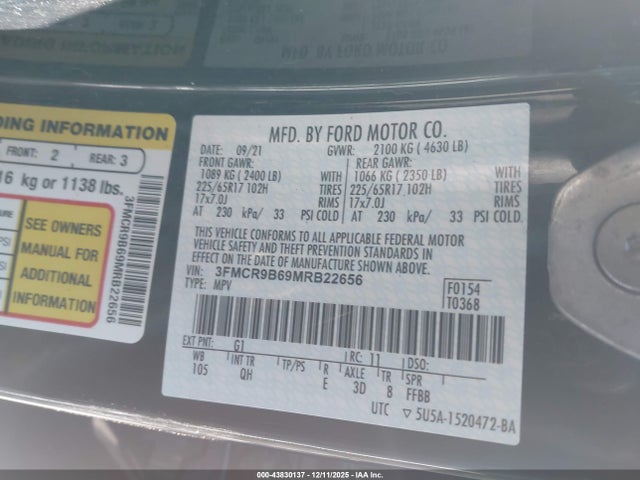 MFD. BY FORD MOTOR CO.
DING INFORMATION
FRONT: 2 REAR: 3
16 kg or 1138 lbs.
SEE OWNERS
MANUAL FOR
ADDITIONAL
INFORMATION
3FMCR9B69MRB22656
MFD. BY FORD MOTOR CO.
DATE: 09/21 GVWR: 2100 KG ( 4630 LB)
FRONT GAWR: REAR GAWR:
1089 KG ( 2400 LB) WITH 1066 KG ( 2350 LB) WITH
225/65R17 102H TIRES 225/65R17 102H TIRES
17x7.0J RIMS 17x7.0J RIMS
AT 230 kPa/ 33 PSI COLD AT 230 kPa/ 33 PSI COLD
THIS VEHICLE CONFORMS TO ALL APPLICABLE FEDERAL MOTOR
VEHICLE SAFETY AND THEFT PREVENTION STANDARDS IN
EFFECT ON THE DATE OF MANUFACTURE SHOWN ABOVE.
VIN: 3FMCR9B69MRB22656 F0154
TYPE: MPV T0368
EXT PNT: G1 RC: 11 DSO:
WB INT TR TP/PS R AXLE TR SPR
105 QH E 3D 8 FFBB
UTC 5U5A-1520472-BA
000-43830137 - 12/11/2025 - IAA, Inc.